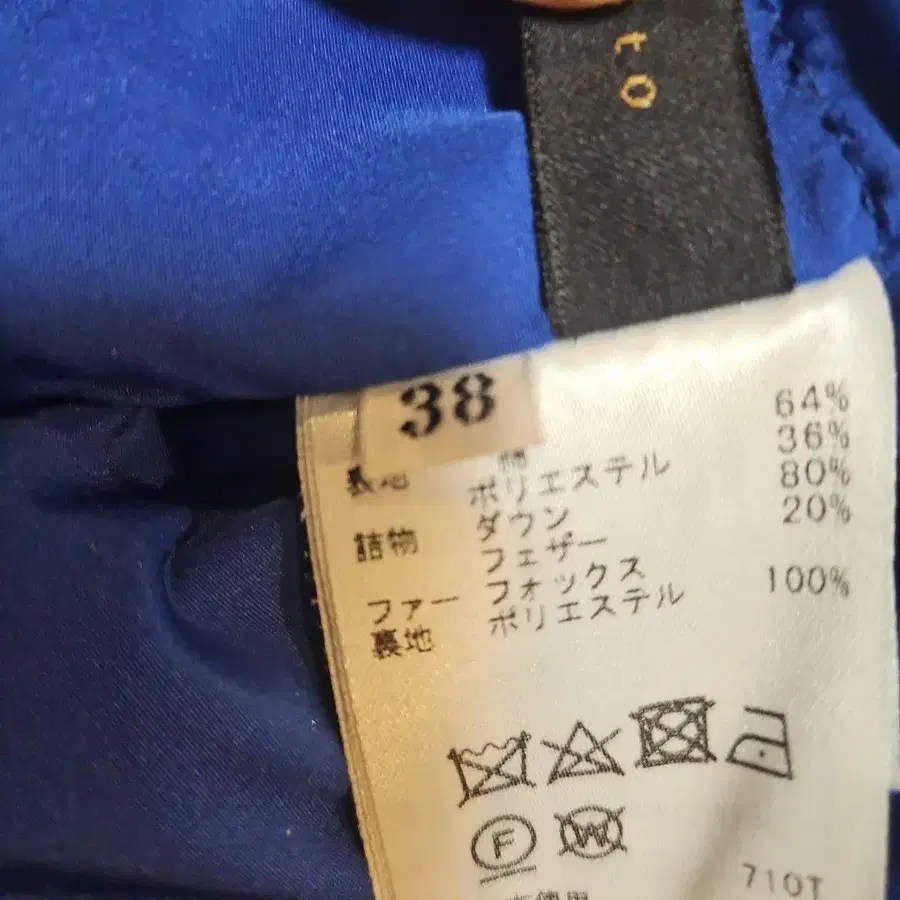 to
38
表地 綿 64%
ポリエステル 36%
詰物 ダウン 80%
フェザー 20%
ファー フォックス
裏地 ポリエステル 100%
F
W
710T